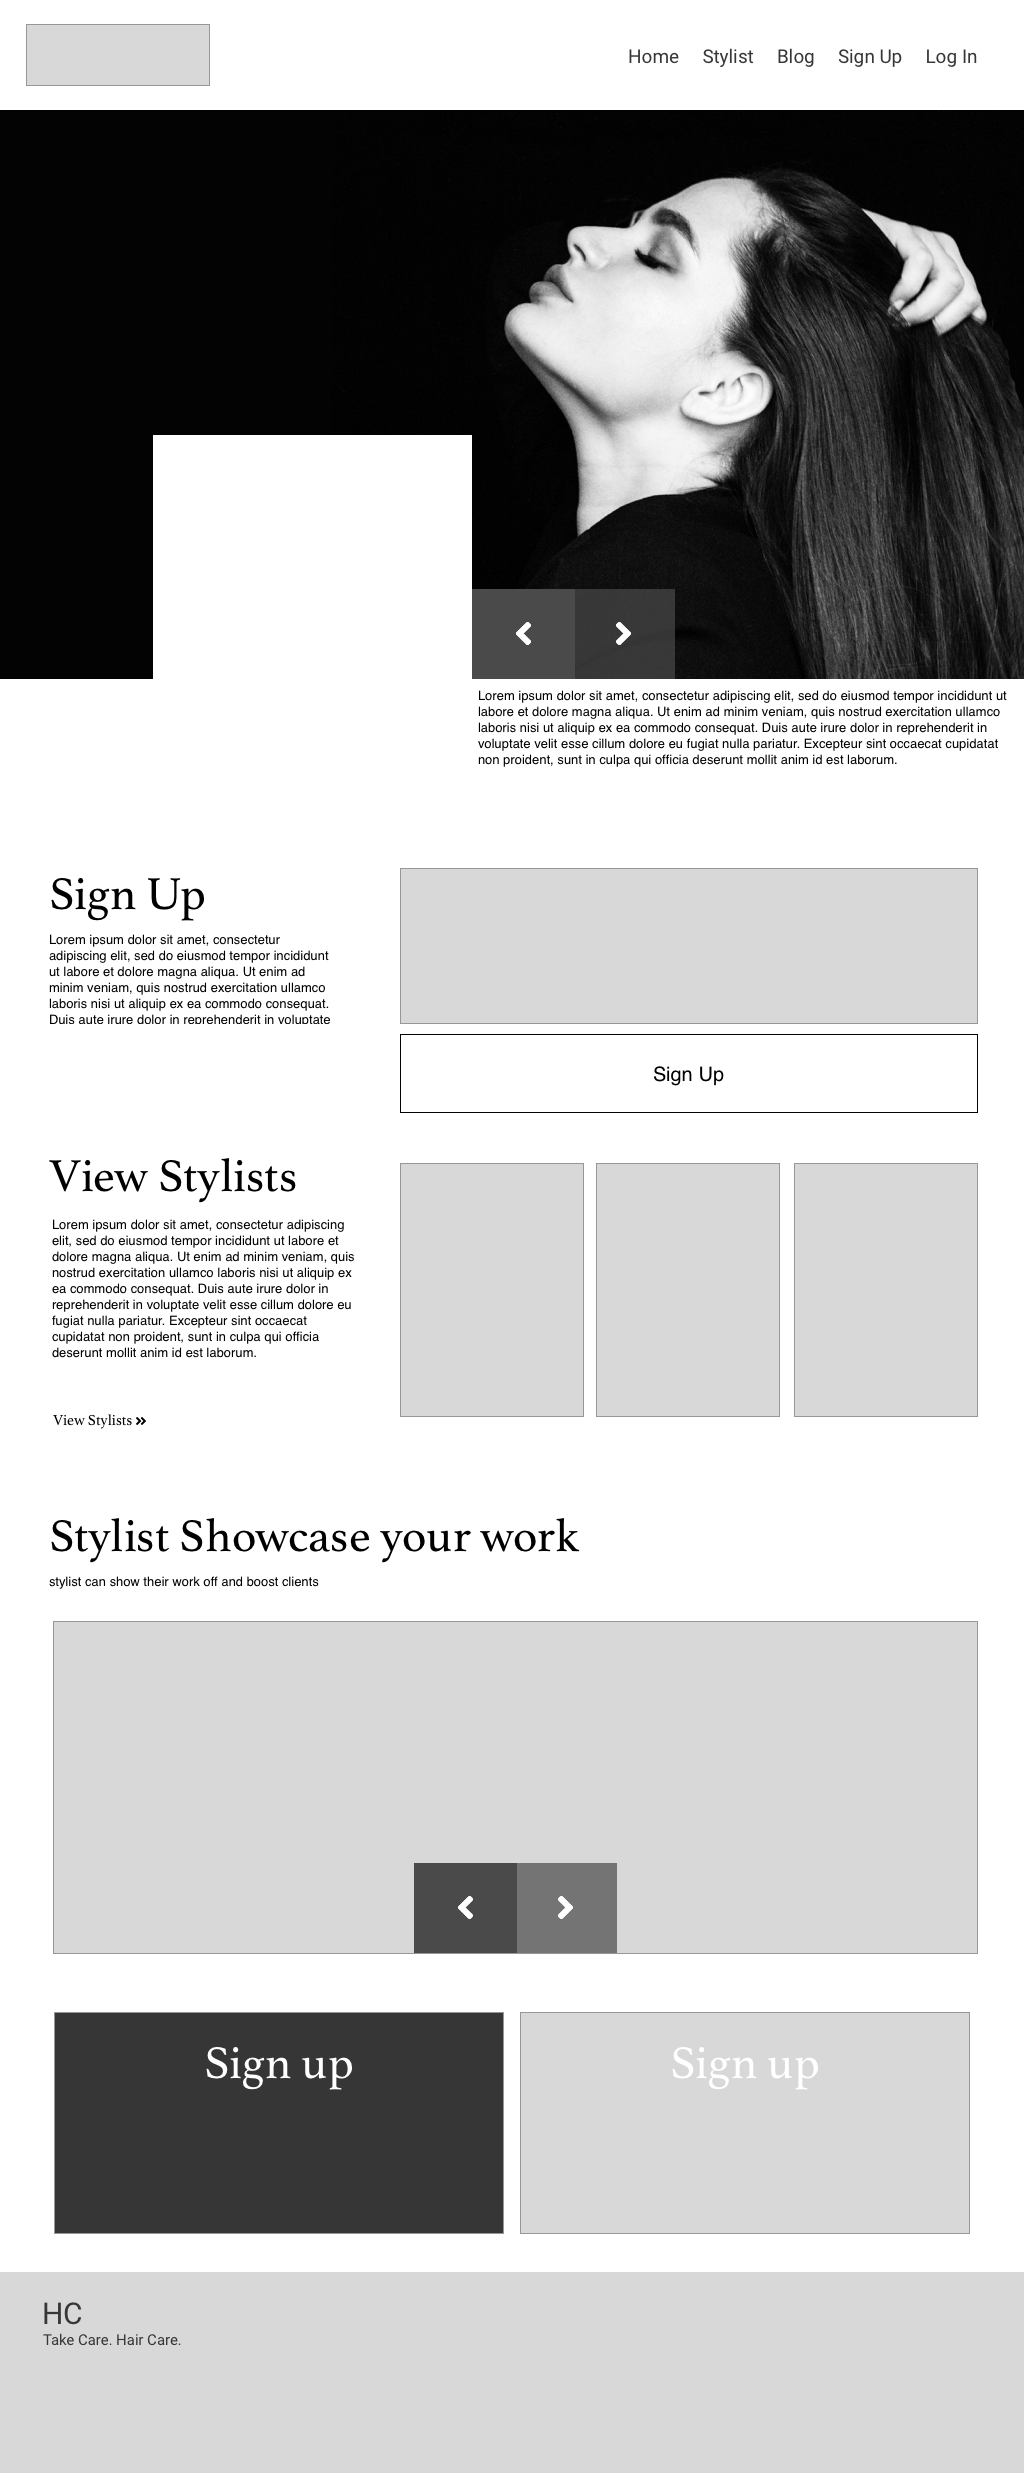 Home Stylist Blog Sign Up Log In
Lorem ipsum dolor sit amet, consectetur adipiscing elit, sed do eiusmod tempor incididunt ut
labore et dolore magna aliqua. Ut enim ad minim veniam, quis nostrud exercitation ullamco
laboris nisi ut aliquip ex ea commodo consequat. Duis aute irure dolor in reprehenderit in
voluptate velit esse cillum dolore eu fugiat nulla pariatur. Excepteur sint occaecat cupidatat
non proident, sunt in culpa qui officia deserunt mollit anim id est laborum.
Sign Up
Lorem ipsum dolor sit amet, consectetur
adipiscing elit, sed do eiusmod tempor incididunt
ut labore et dolore magna aliqua. Ut enim ad
minim veniam, quis nostrud exercitation ullamco
laboris nisi ut aliquip ex ea commodo consequat.
Duis aute irure dolor in reprehenderit in voluptate
Sign Up
View Stylists
Lorem ipsum dolor sit amet, consectetur adipiscing
elit, sed do eiusmod tempor incididunt ut labore et
dolore magna aliqua. Ut enim ad minim veniam, quis
nostrud exercitation ullamco laboris nisi ut aliquip ex
ea commodo consequat. Duis aute irure dolor in
reprehenderit in voluptate velit esse cillum dolore eu
fugiat nulla pariatur. Excepteur sint occaecat
cupidatat non proident, sunt in culpa qui officia
deserunt mollit anim id est laborum.
View Stylists »
Stylist Showcase your work
stylist can show their work off and boost clients
Sign up
Sign up
HC
Take Care. Hair Care.